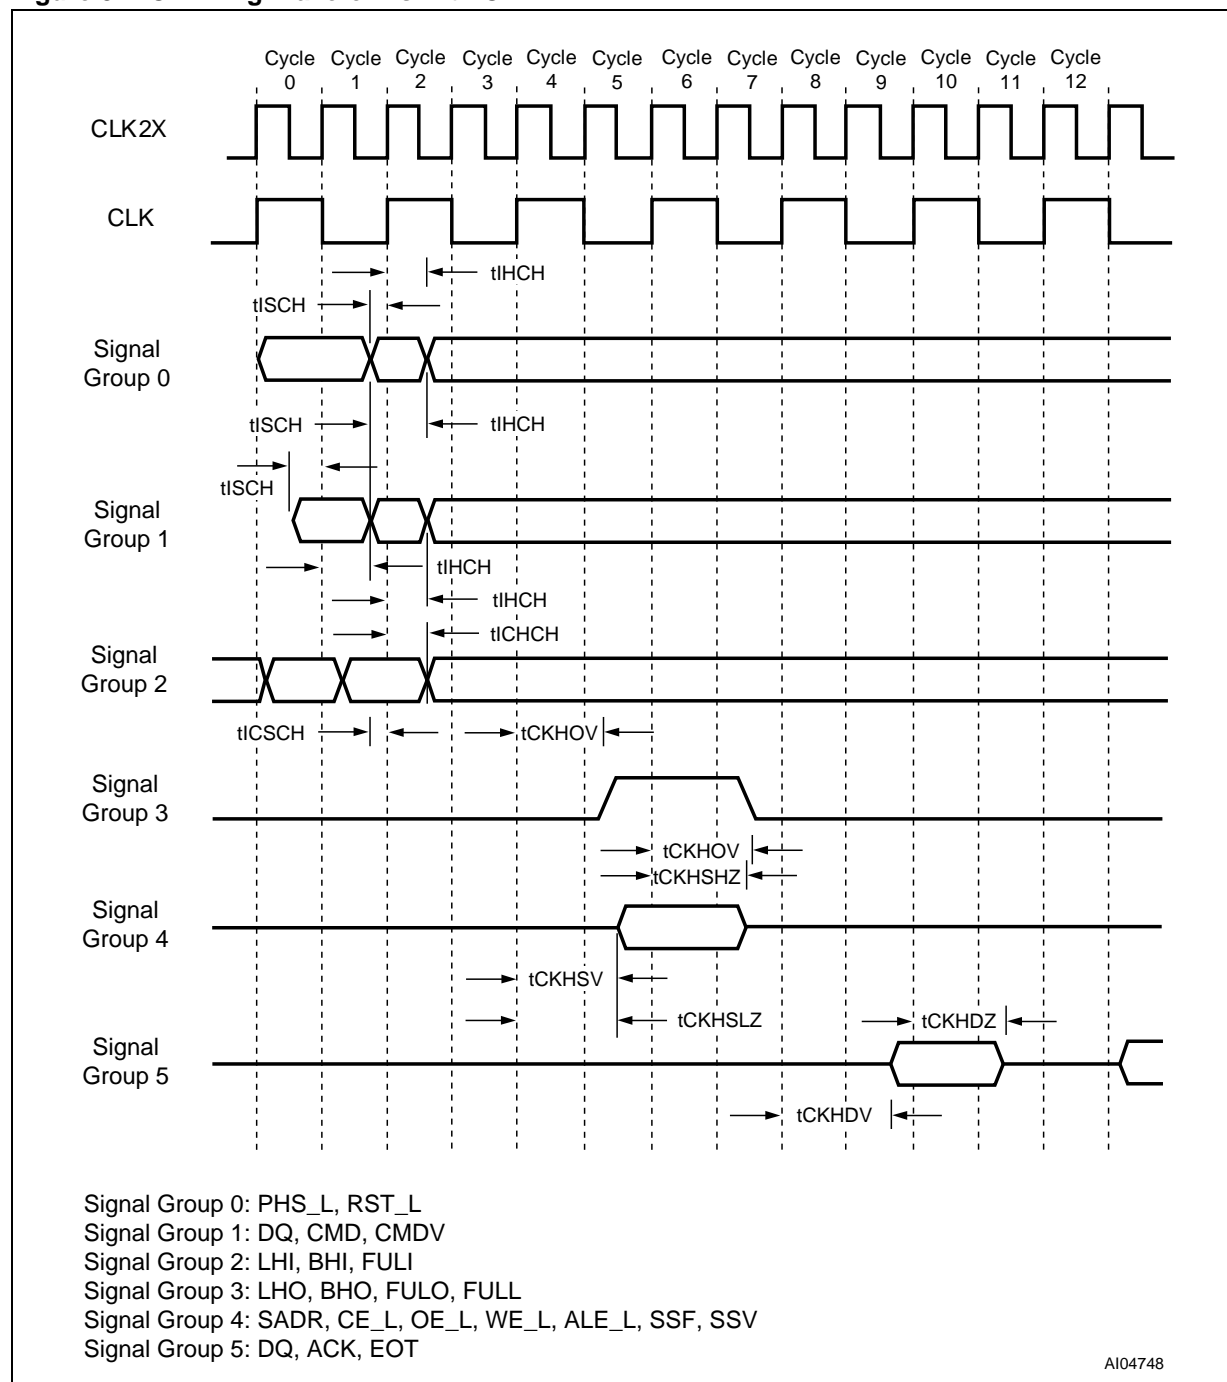 Cycle Cycle Cycle Cycle Cycle Cycle Cycle Cycle Cycle Cycle Cycle Cycle Cycle
0 1 2 3 4 5 6 7 8 9 10 11 12
CLK2X
CLK
tIHCH
tISCH
Signal
Group 0
tISCH
tIHCH
tISCH
Signal
Group 1
tIHCH
tIHCH
tICHCH
Signal
Group 2
tICSCH
tCKHOV
Signal
Group 3
tCKHOV
tCKHSHZ
Signal
Group 4
tCKHSV
tCKHSLZ
tCKHDZ
Signal
Group 5
tCKHDV
Signal Group 0: PHS_L, RST_L
Signal Group 1: DQ, CMD, CMDV
Signal Group 2: LHI, BHI, FULI
Signal Group 3: LHO, BHO, FULO, FULL
Signal Group 4: SADR, CE_L, OE_L, WE_L, ALE_L, SSF, SSV
Signal Group 5: DQ, ACK, EOT
AI04748